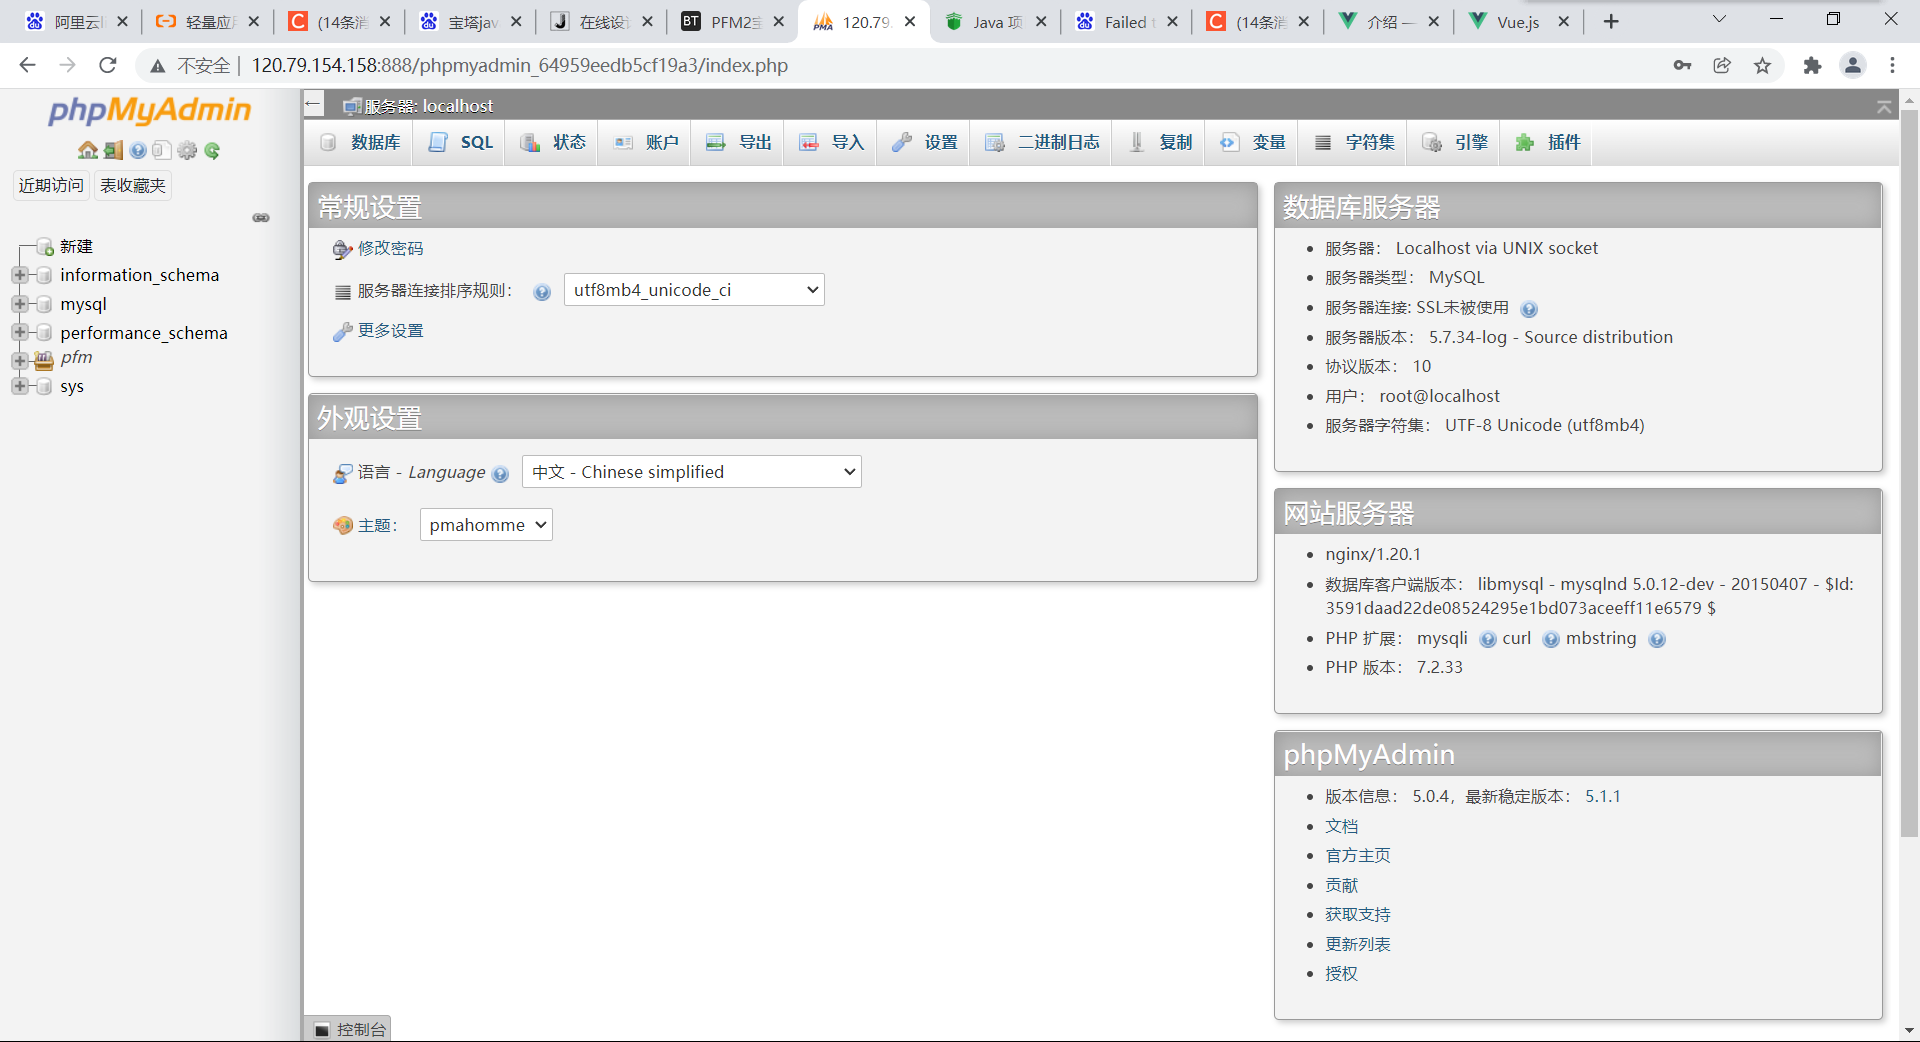 阿里云
轻量应
(14条消
宝塔jav
在线设
PFM2宝
120.79.
Java 项
Failed t
(14条消
介绍 —
Vue.js
不安全
120.79.154.158:888/phpmyadmin_64959eedb5cf19a3/index.php
phpMyAdmin
近期访问 表收藏夹
新建
information_schema
mysql
performance_schema
pfm
sys
服务器: localhost
数据库 SQL 状态 账户 导出 导入 设置 二进制日志 复制 变量 字符集 引擎 插件
常规设置
修改密码
服务器连接排序规则： utf8mb4_unicode_ci
更多设置
外观设置
语言 - Language 中文 - Chinese simplified
主题： pmahomme
数据库服务器
服务器： Localhost via UNIX socket
服务器类型： MySQL
服务器连接: SSL未被使用
服务器版本： 5.7.34-log - Source distribution
协议版本： 10
用户： root@localhost
服务器字符集： UTF-8 Unicode (utf8mb4)
网站服务器
nginx/1.20.1
数据库客户端版本： libmysql - mysqlnd 5.0.12-dev - 20150407 - $Id:
3591daad22de08524295e1bd073aceeff11e6579 $
PHP 扩展： mysqli curl mbstring
PHP 版本： 7.2.33
phpMyAdmin
版本信息： 5.0.4，最新稳定版本： 5.1.1
文档
官方主页
贡献
获取支持
更新列表
授权
控制台